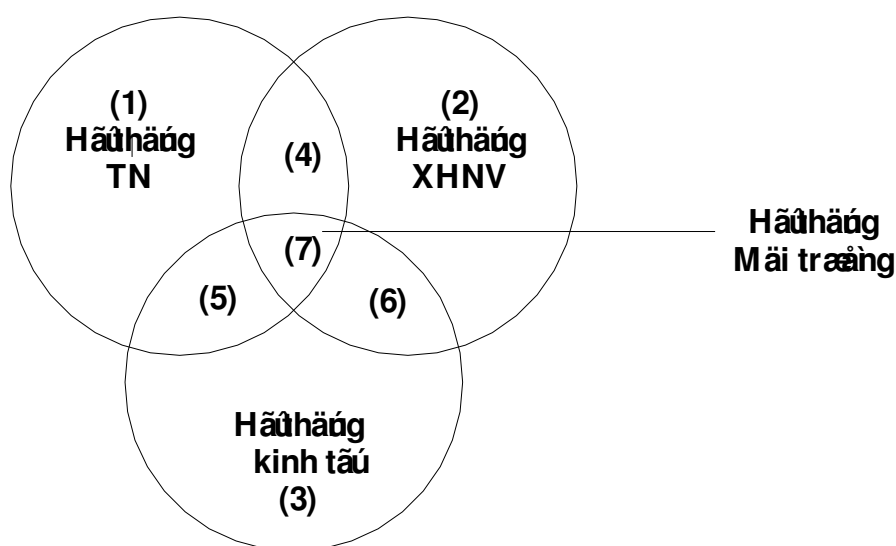 (1)
Hãûthäúng
TN
(2)
Hãûthäúng
XHNV
(4)
(7)
(5)
(6)
Hãûthäúng
Mäi træåìng
Hãûthäúng
kinh tãú
(3)